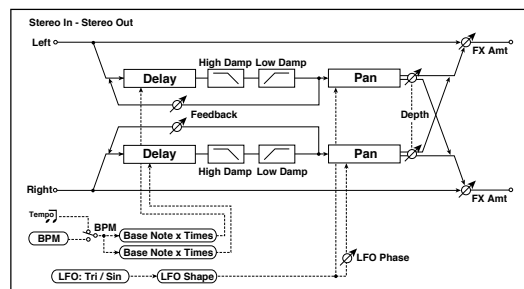 Stereo In - Stereo Out
Left
FX Amt
High Damp Low Damp
Delay
Pan
Feedback
Depth
Delay
Pan
High Damp Low Damp
Right
FX Amt
Tempo
BPM
BPM
Base Note x Times
Base Note x Times
LFO Phase
LFO: Tri / Sin
LFO Shape